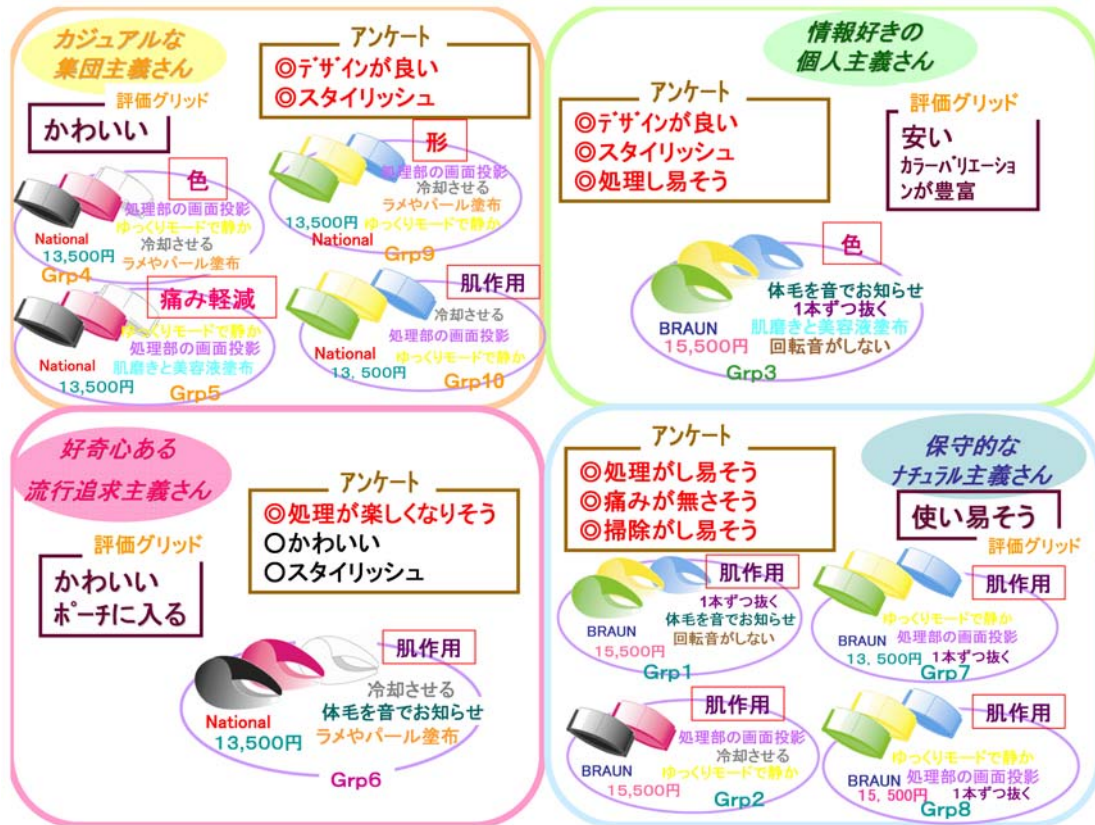 カジュアルな
集団主義さん
アンケート
◎デザインが良い
◎スタイリッシュ
評価グリッド
かわいい
色
処理部の画面投影
ゆっくりモードで静か
冷却させる
ラメやパール塗布
National
13,500円
Grp4
形
処理部の画面投影
冷却させる
ラメやパール塗布
ゆっくりモードで静か
13,500円
National
Grp9
痛み軽減
ゆっくりモードで静か
処理部の画面投影
肌磨きと美容液塗布
National
13,500円
Grp5
肌作用
冷却させる
処理部の画面投影
ゆっくりモードで静か
National
13,500円
Grp10
情報好きの
個人主義さん
アンケート
◎デザインが良い
◎スタイリッシュ
◎処理し易そう
評価グリッド
安い
カラーバリエーショ
ンが豊富
色
体毛を音でお知らせ
1本ずつ抜く
肌磨きと美容液塗布
回転音がしない
BRAUN
15,500円
Grp3
好奇心ある
流行追求主義さん
アンケート
◎処理が楽しくなりそう
○かわいい
○スタイリッシュ
評価グリッド
かわいい
ポーチに入る
肌作用
冷却させる
体毛を音でお知らせ
ラメやパール塗布
National
13,500円
Grp6
アンケート
◎処理がし易そう
◎痛みが無さそう
◎掃除がし易そう
保守的な
ナチュラル主義さん
使い易そう
評価グリッド
肌作用
1本ずつ抜く
体毛を音でお知らせ
回転音がしない
BRAUN
15,500円
Grp1
肌作用
ゆっくりモードで静か
処理部の画面投影
1本ずつ抜く
BRAUN
13,500円
Grp7
肌作用
処理部の画面投影
冷却させる
ゆっくりモードで静か
BRAUN
15,500円
Grp2
肌作用
ゆっくりモードで静か
処理部の画面投影
1本ずつ抜く
BRAUN
15,500円
Grp8